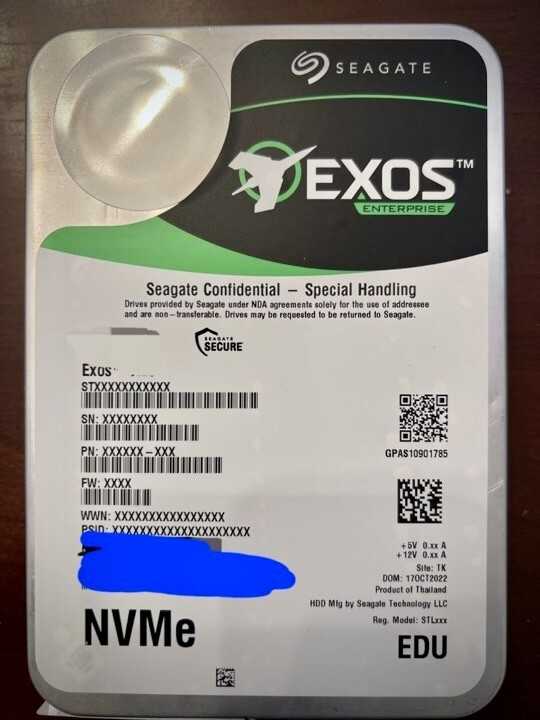 SEAGATE
EXOS™
ENTERPRISE
Seagate Confidential – Special Handling
Drives provided by Seagate under NDA agreements solely for the use of addressee
and are non–transferable. Drives may be requested to be returned to Seagate.
SEAGATE
SECURE
Exos
STXXXXXXXXXXX
SN: XXXXXXXX
PN: XXXXXX–XXX
FW: XXXX
WWN: XXXXXXXXXXXXXXXX
PSID: XXXXXXXXXXXXXXXXXXXX
GPAS10901785
+5V 0.xx A
+12V 0.xx A
Site: TK
DOM: 17OCT2022
Product of Thailand
HDD Mfg by Seagate Technology LLC
Reg. Model: STLxxx
NVMe
EDU